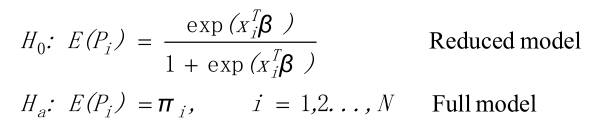 H₀: E(Pᵢ) = exp(xᵢᵀβ) / 1 + exp(xᵢᵀβ) Reduced model
Hₐ: E(Pᵢ) = πᵢ, i = 1,2..., N Full model